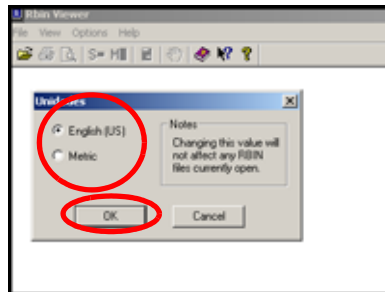 Rbin Viewer
File View Options Help
S= M
Unidades
English (US)
Metric
Notes
Changing this value will
not affect any RBIN
files currently open.
OK
Cancel